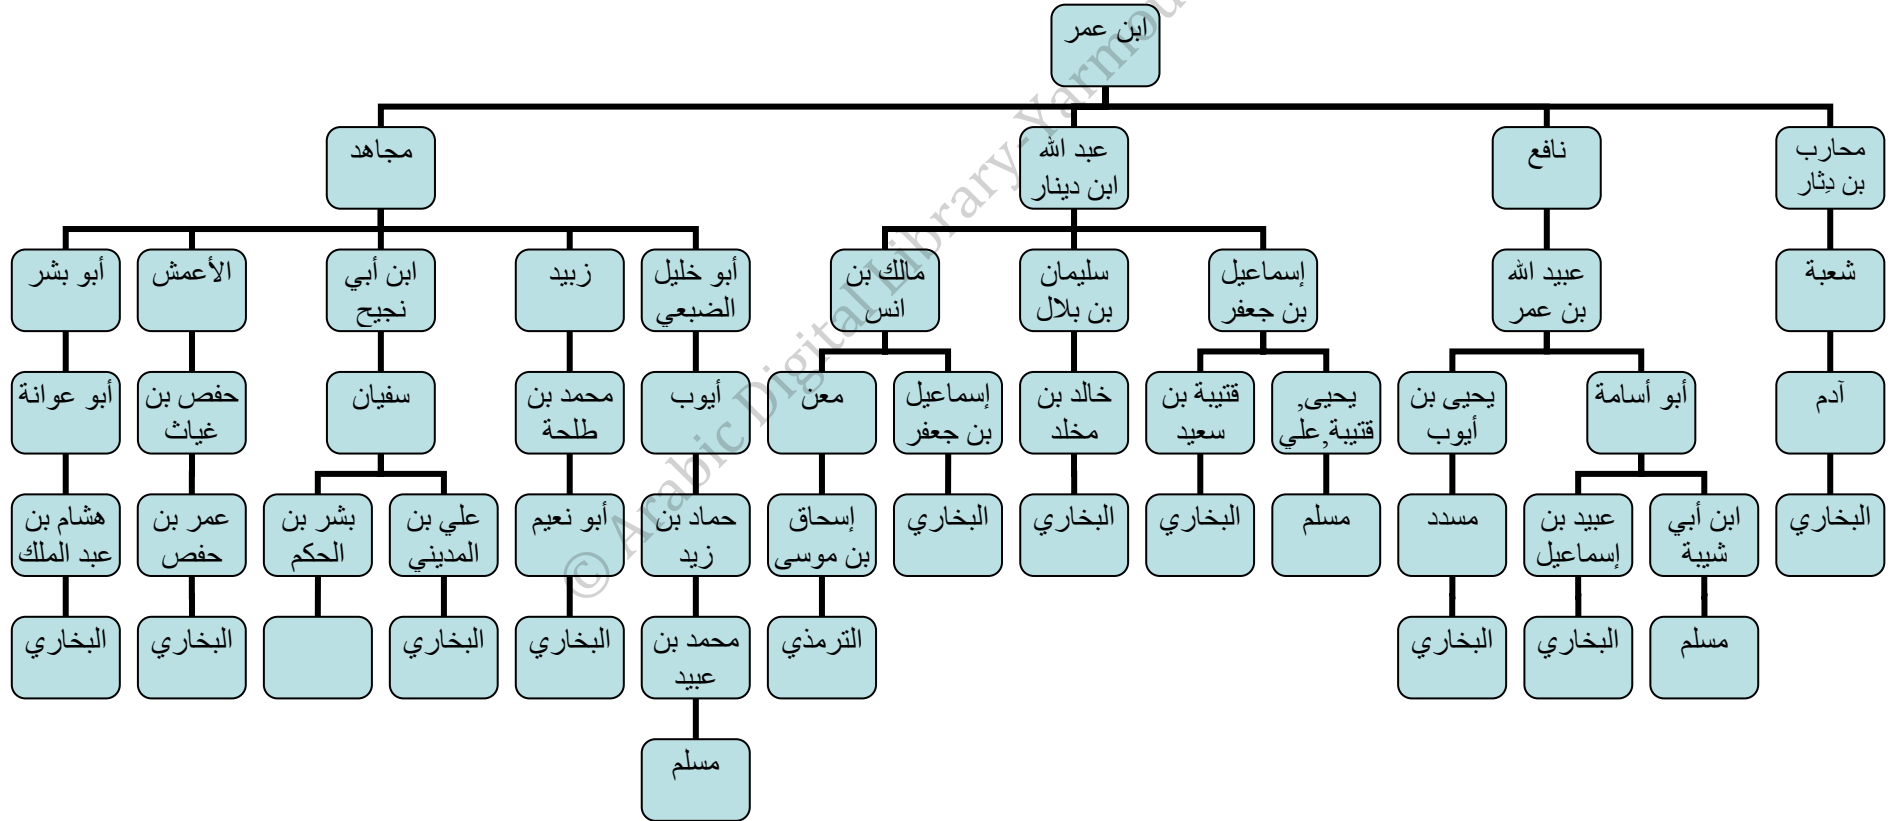 ابن عمر
محارب
بن دِثار
نافع
عبد الله
ابن دينار
مجاهد
شعبة
عبيد الله
بن عمر
إسماعيل
بن جعفر
سليمان
بن بلال
مالك بن
انس
أبو خليل
الضبعي
زبيد
ابن أبي
نجيح
الأعمش
أبو بشر
آدم
أبو أسامة
يحيى بن
أيوب
يحيى,
قتيبة,علي
قتيبة بن
سعيد
خالد بن
مخلد
إسماعيل
بن جعفر
معن
أيوب
محمد بن
طلحة
سفيان
حفص بن
غياث
أبو عوانة
البخاري
ابن أبي
شيبة
عبيد بن
إسماعيل
مسدد
مسلم
البخاري
البخاري
البخاري
إسحاق
بن موسى
حماد بن
زيد
أبو نعيم
علي بن
المديني
بشر بن
الحكم
عمر بن
حفص
هشام بن
عبد الملك
مسلم
البخاري
البخاري
الترمذي
محمد بن
عبيد
البخاري
البخاري
البخاري
البخاري
مسلم
© Arabic Digital Library-Yarmou